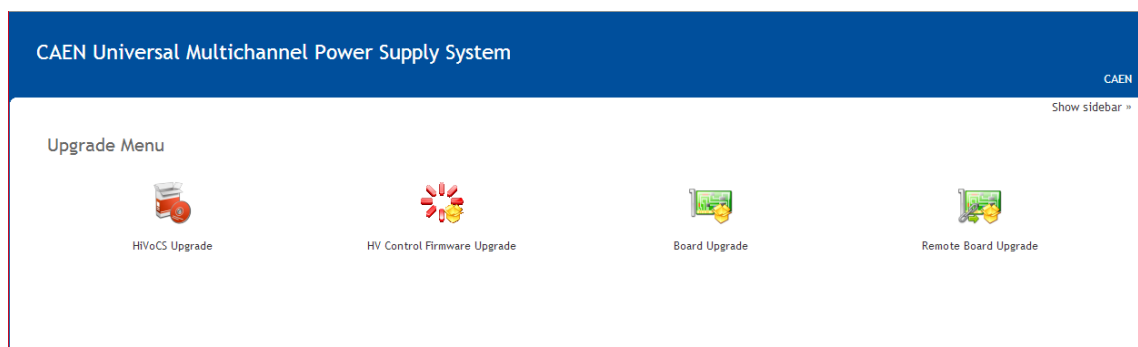 CAEN Universal Multichannel Power Supply System
CAEN
Show sidebar »
Upgrade Menu
HiVoCS Upgrade
HV Control Firmware Upgrade
Board Upgrade
Remote Board Upgrade